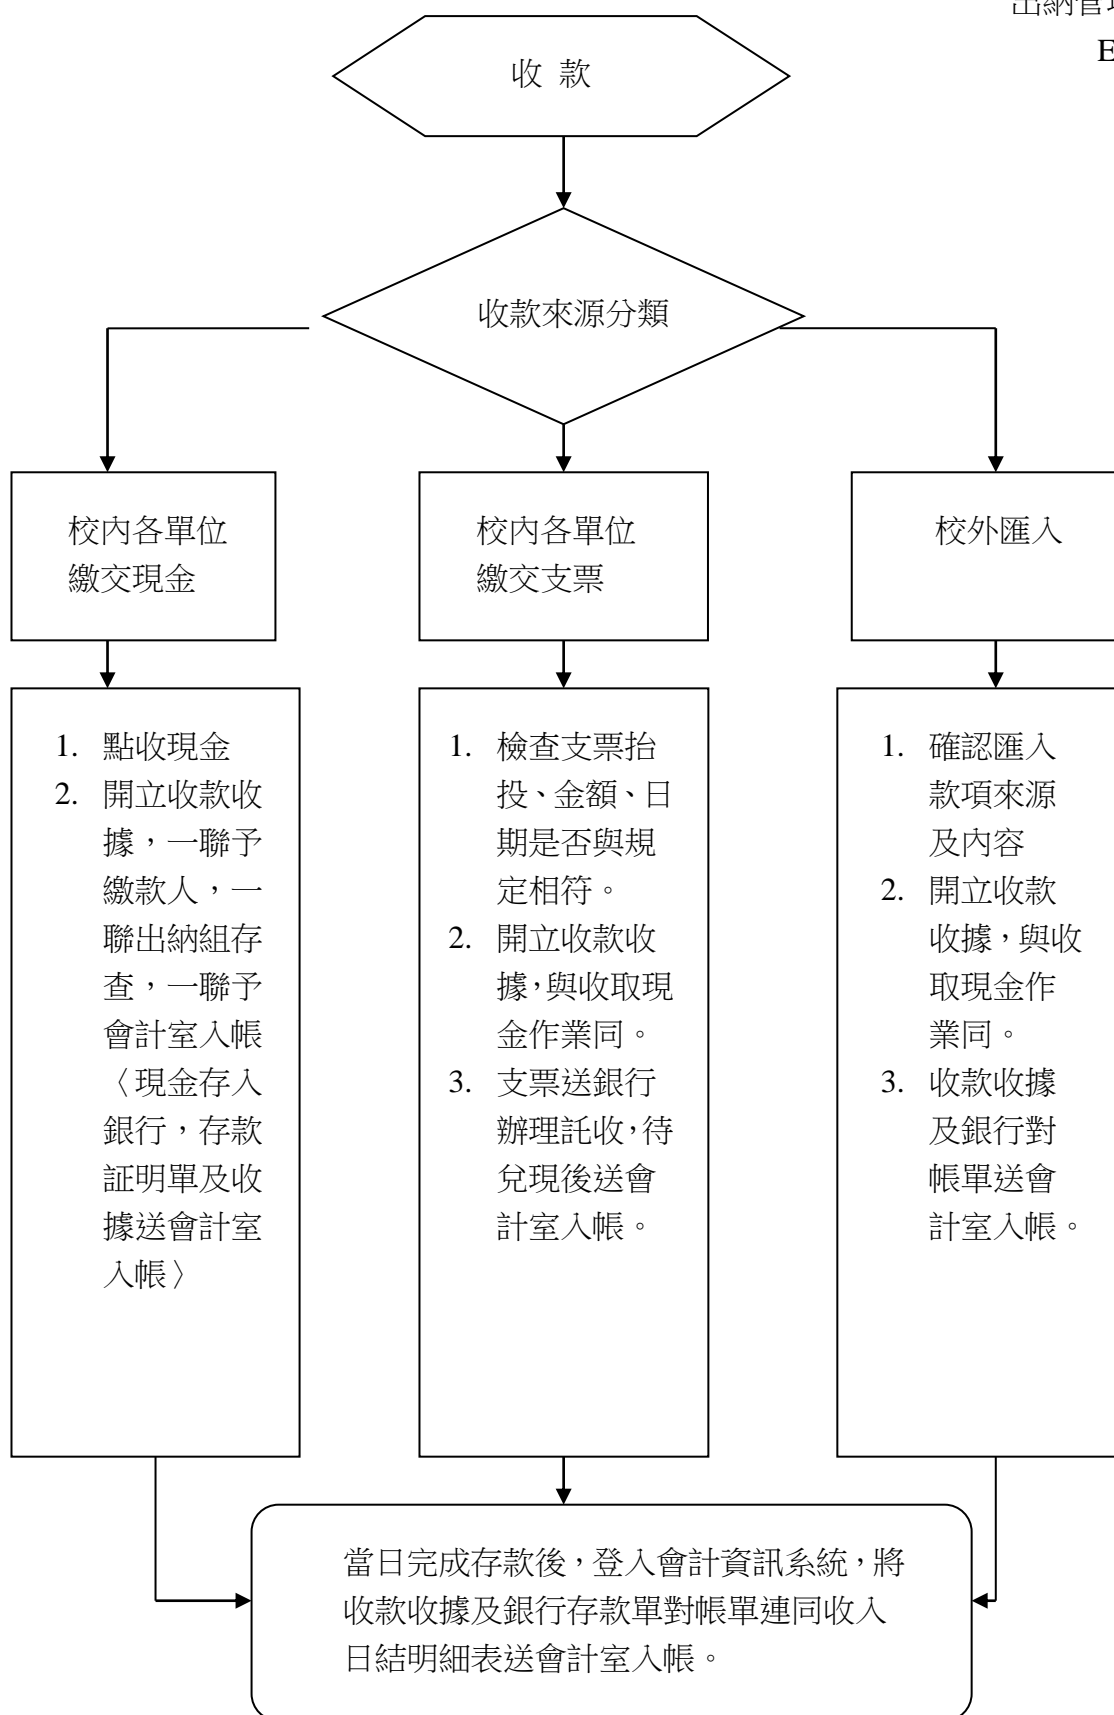 出納管
E
收 款
收款來源分類
校內各單位
繳交現金
校內各單位
繳交支票
校外匯入
1. 點收現金
2. 開立收款收
據，一聯予
繳款人，一
聯出納組存
查，一聯予
會計室入帳
〈現金存入
銀行，存款
証明單及收
據送會計室
入帳〉
1. 檢查支票抬
投、金額、日
期是否與規
定相符。
2. 開立收款收
據，與收取現
金作業同。
3. 支票送銀行
辦理託收，待
兌現後送會
計室入帳。
1. 確認匯入
款項來源
及內容
2. 開立收款
收據，與收
取現金作
業同。
3. 收款收據
及銀行對
帳單送會
計室入帳。
當日完成存款後，登入會計資訊系統，將
收款收據及銀行存款單對帳單連同收入
日結明細表送會計室入帳。